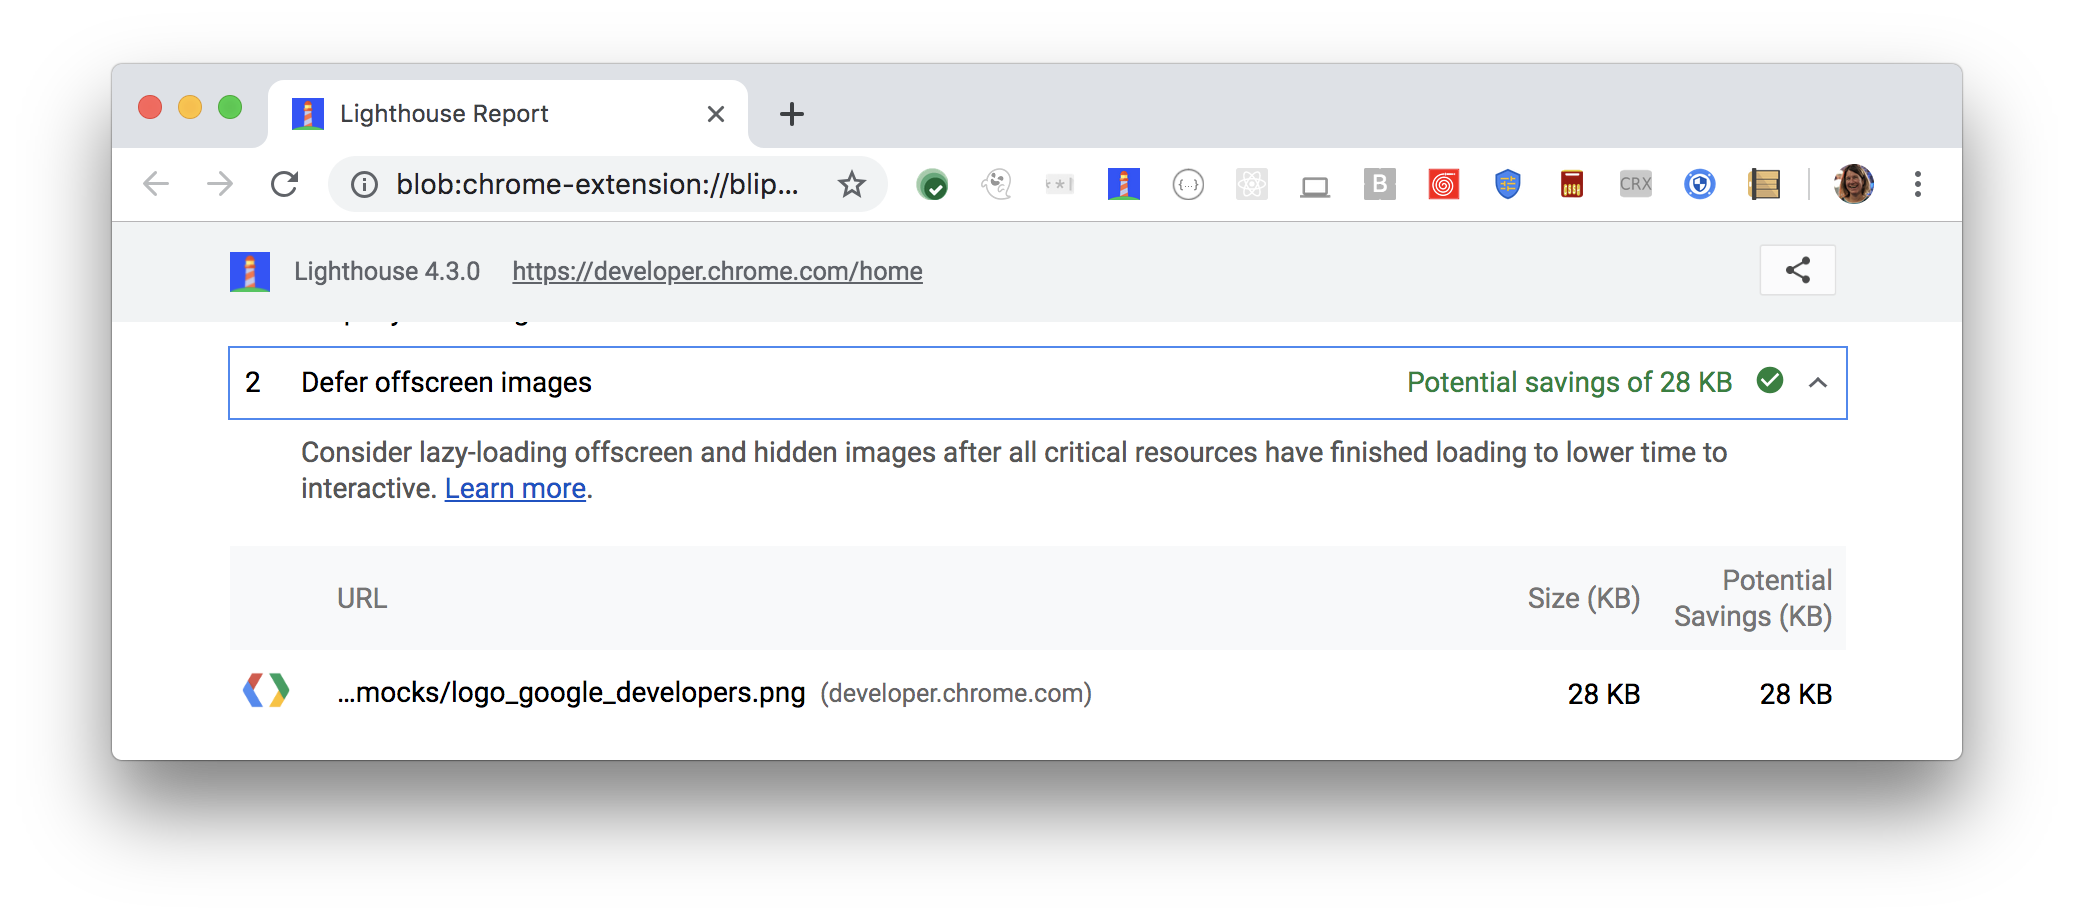 Lighthouse Report
blob:chrome-extension://blip...
{...}
B
CRX
Lighthouse 4.3.0 https://developer.chrome.com/home
2 Defer offscreen images Potential savings of 28 KB
Consider lazy-loading offscreen and hidden images after all critical resources have finished loading to lower time to
interactive. Learn more.
URL Size (KB) Potential
Savings (KB)
...mocks/logo_google_developers.png (developer.chrome.com) 28 KB 28 KB